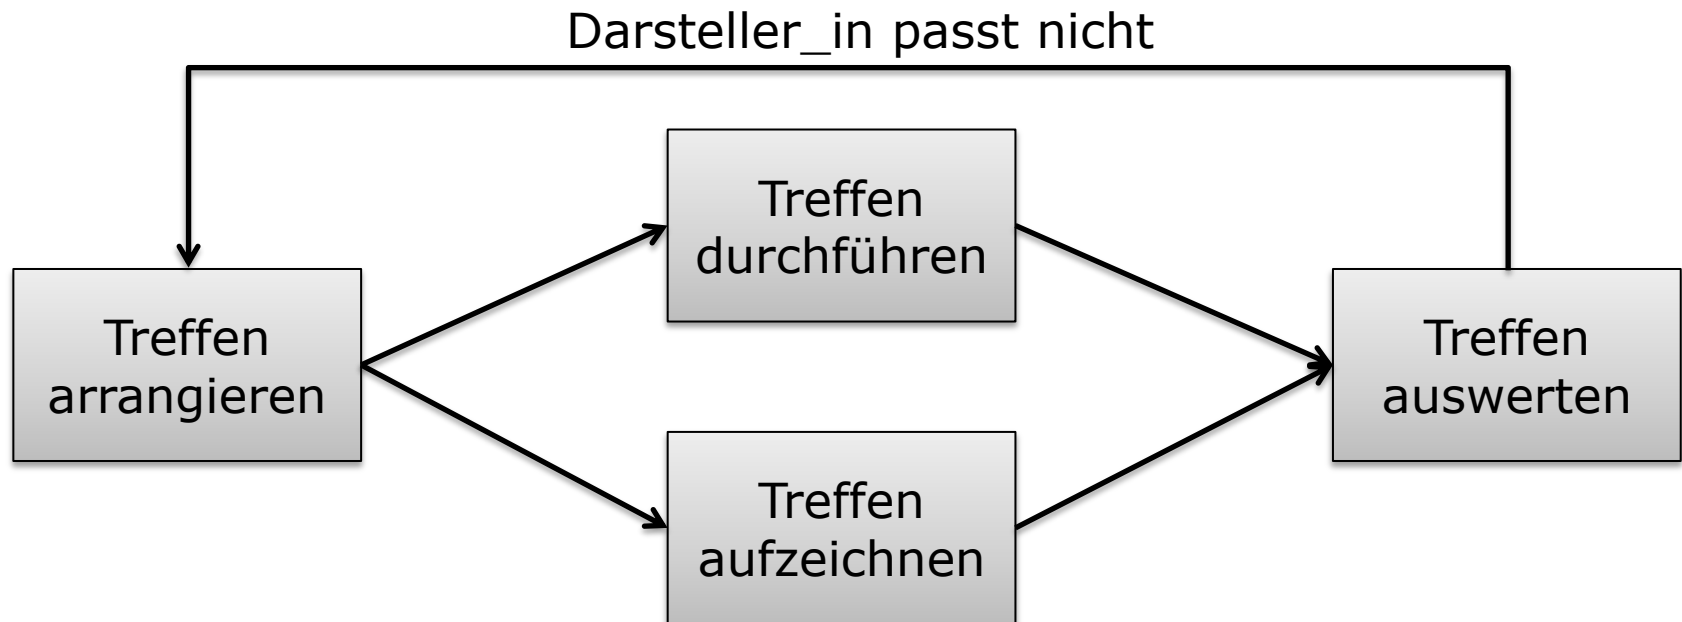 Darsteller_in passt nicht
Treffen
durchführen
Treffen
arrangieren
Treffen
auswerten
Treffen
aufzeichnen